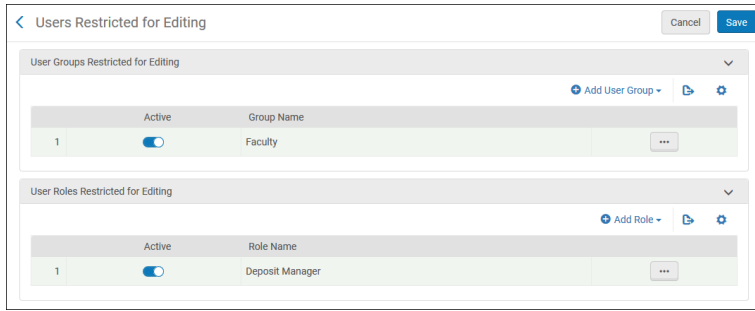 Users Restricted for Editing Cancel Save
User Groups Restricted for Editing
Add User Group
Active Group Name
1 Faculty
User Roles Restricted for Editing
Add Role
Active Role Name
1 Deposit Manager